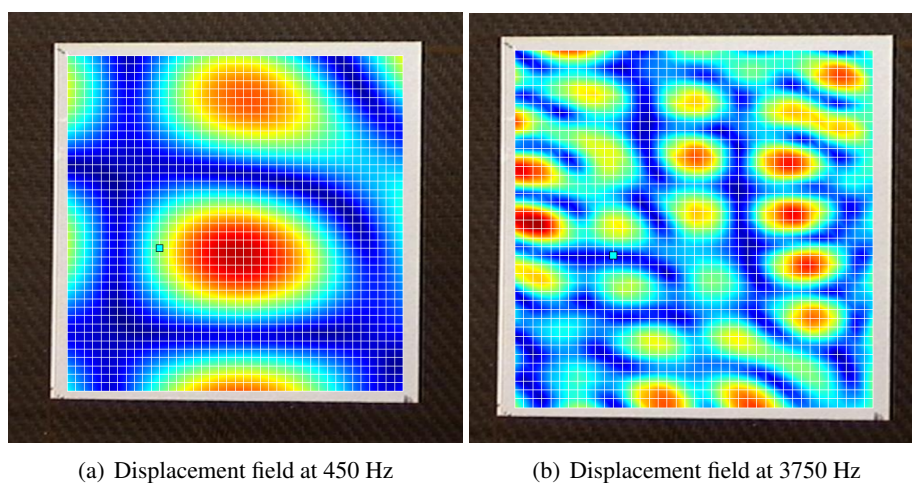 (a) Displacement field at 450 Hz
(b) Displacement field at 3750 Hz